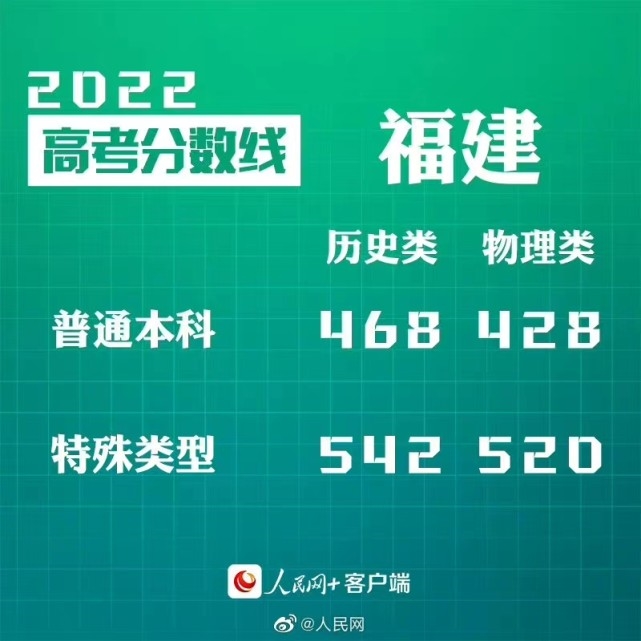 2022
高考分数线
福建
历史类 物理类
普通本科 468 428
特殊类型 542 520
人民网+客户端
@人民网